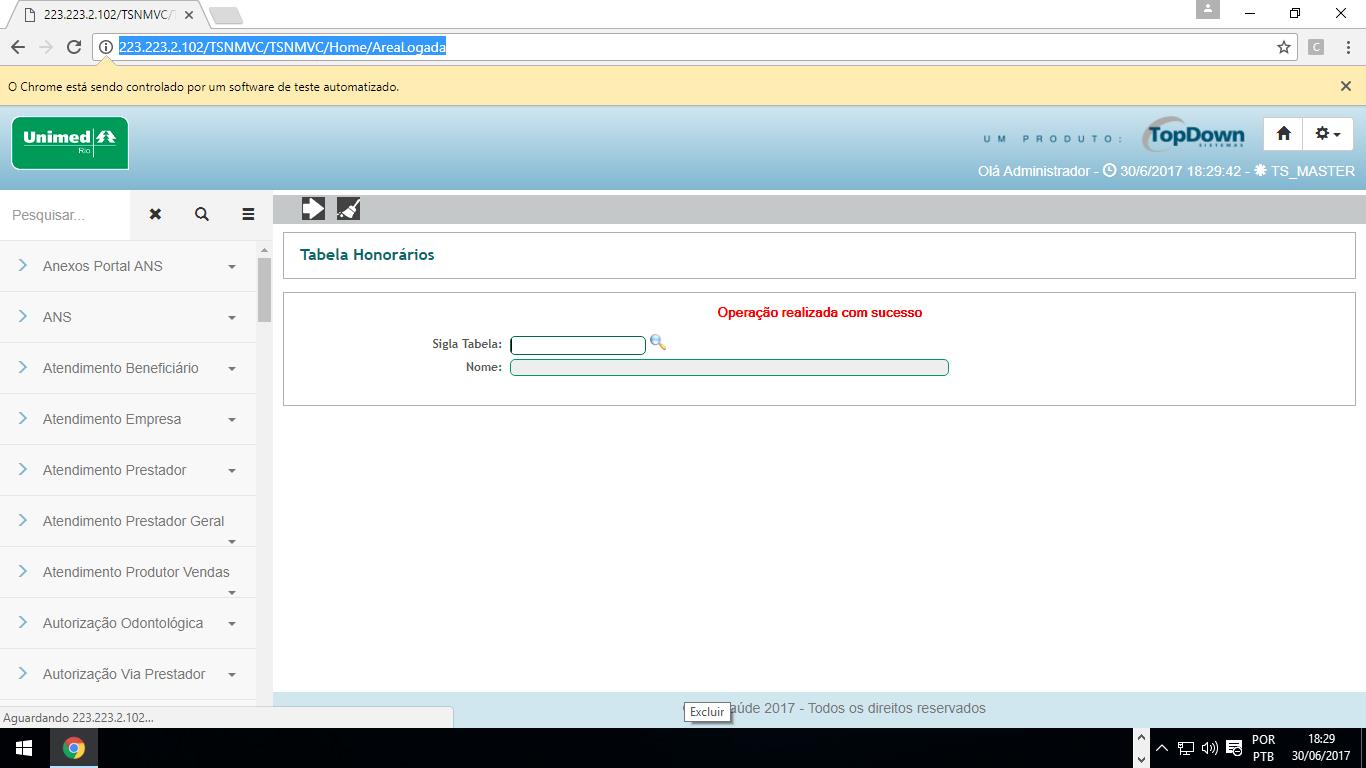 223.223.2.102/TSNMVC/T
223.223.2.102/TSNMVC/TSNMVC/Home/AreaLogada
C
O Chrome está sendo controlado por um software de teste automatizado.
Unimed
Rio
UM PRODUTO:
TopDown
SISTEMAS
Olá Administrador - 30/6/2017 18:29:42 - TS_MASTER
Pesquisar...
Tabela Honorários
Anexos Portal ANS
ANS
Atendimento Beneficiário
Atendimento Empresa
Atendimento Prestador
Atendimento Prestador Geral
Atendimento Produtor Vendas
Autorização Odontológica
Autorização Via Prestador
Operação realizada com sucesso
Sigla Tabela:
Nome:
Excluir
aúde 2017 - Todos os direitos reservados
Aguardando 223.223.2.102...
POR
PTB
18:29
30/06/2017